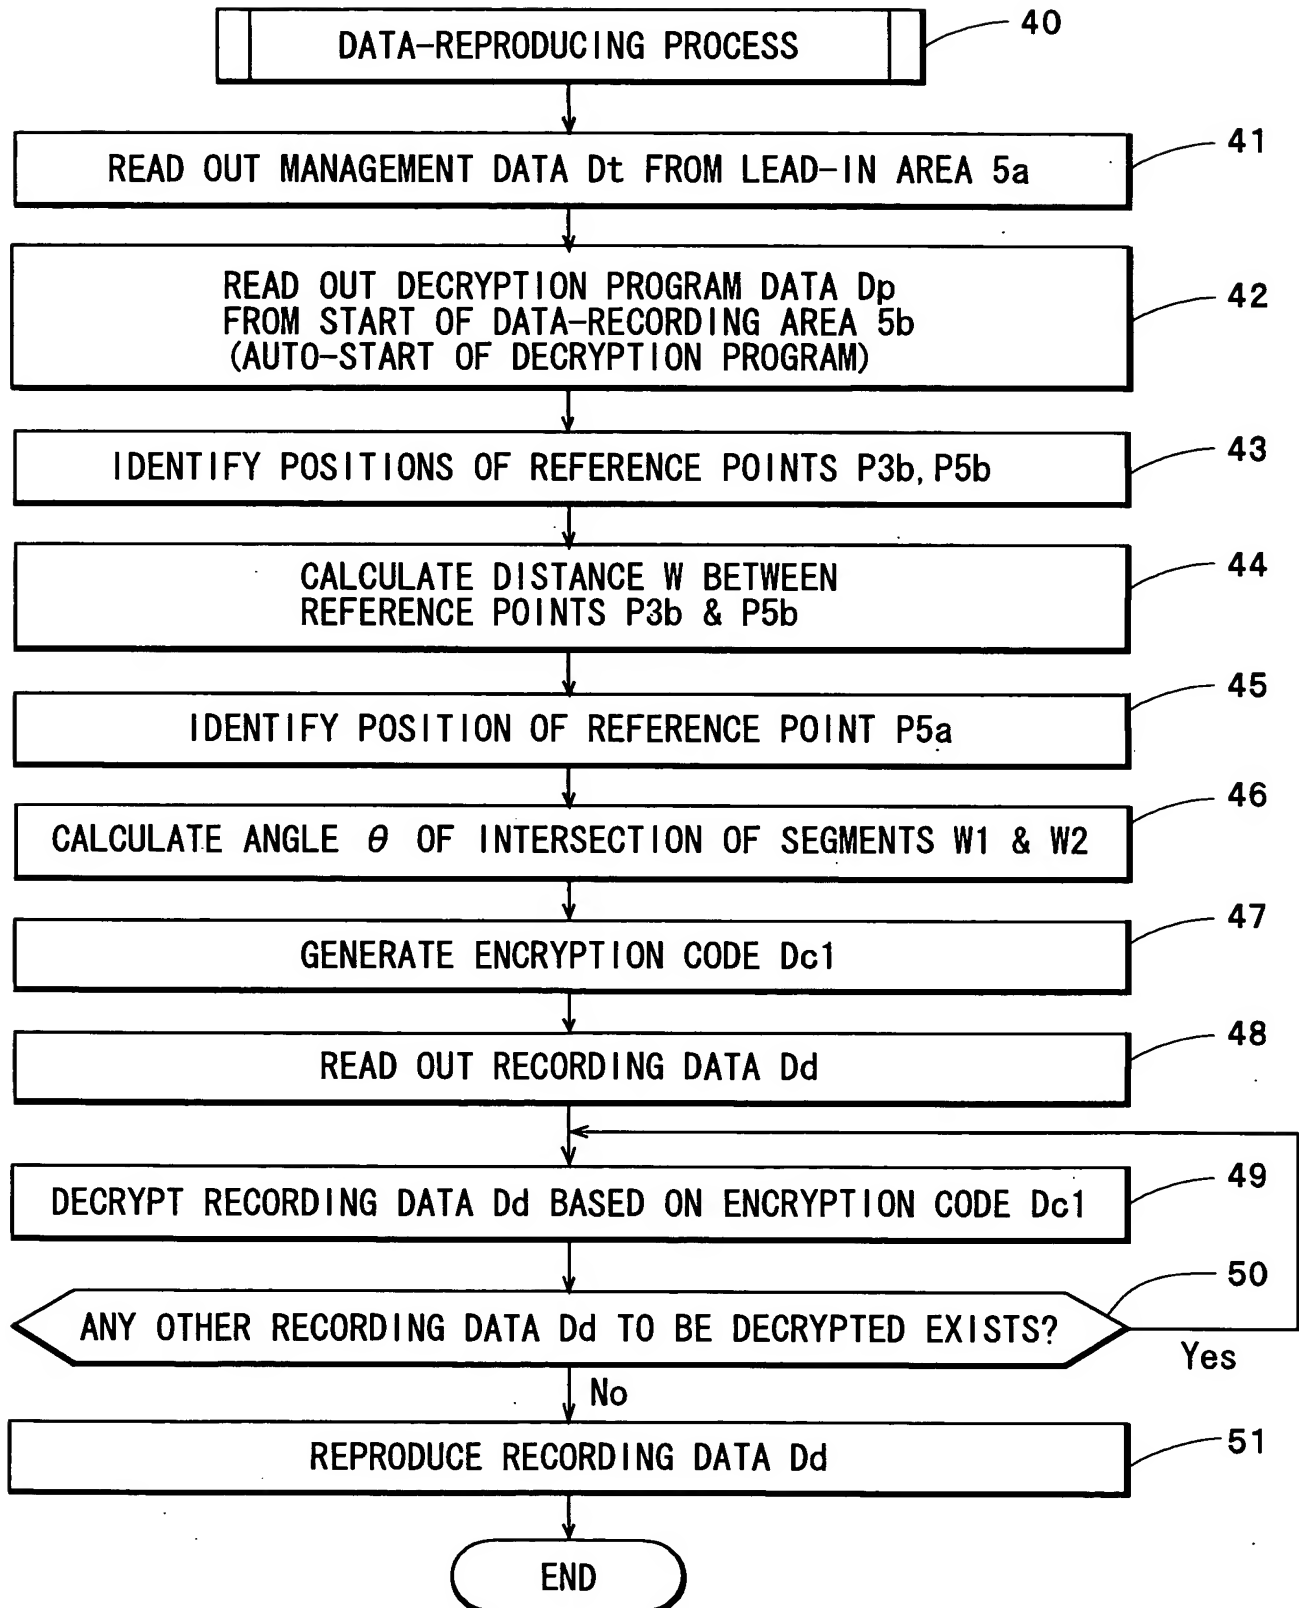 DATA-REPRODUCING PROCESS
40
READ OUT MANAGEMENT DATA Dt FROM LEAD-IN AREA 5a
41
READ OUT DECRYPTION PROGRAM DATA Dp
FROM START OF DATA-RECORDING AREA 5b
(AUTO-START OF DECRYPTION PROGRAM)
42
IDENTIFY POSITIONS OF REFERENCE POINTS P3b, P5b
43
CALCULATE DISTANCE W BETWEEN
REFERENCE POINTS P3b & P5b
44
IDENTIFY POSITION OF REFERENCE POINT P5a
45
CALCULATE ANGLE θ OF INTERSECTION OF SEGMENTS W1 & W2
46
GENERATE ENCRYPTION CODE Dc1
47
READ OUT RECORDING DATA Dd
48
DECRYPT RECORDING DATA Dd BASED ON ENCRYPTION CODE Dc1
49
ANY OTHER RECORDING DATA Dd TO BE DECRYPTED EXISTS?
50
Yes
No
REPRODUCE RECORDING DATA Dd
51
END